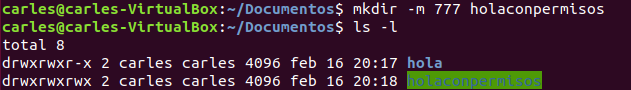 carles@carles-VirtualBox:~/Documentos$ mkdir -m 777 holaconpermisos
carles@carles-VirtualBox:~/Documentos$ ls -l
total 8
drwxrwxr-x 2 carles carles 4096 feb 16 20:17 hola
drwxrwxrwx 2 carles carles 4096 feb 16 20:18 holaconpermisos